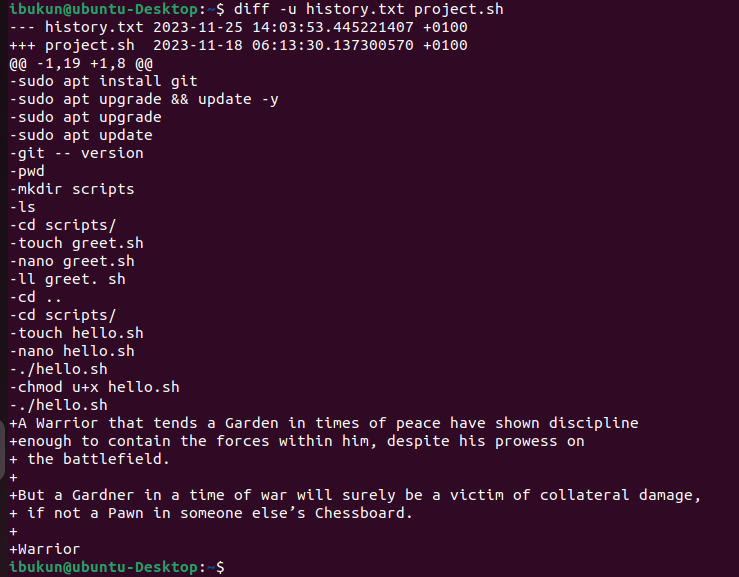 ibukun@ubuntu-Desktop:~$ diff -u history.txt project.sh
--- history.txt 2023-11-25 14:03:53.445221407 +0100
+++ project.sh  2023-11-18 06:13:30.137300570 +0100
@@ -1,19 +1,8 @@
-sudo apt install git
-sudo apt upgrade && update -y
-sudo apt upgrade
-sudo apt update
-git -- version
-pwd
-mkdir scripts
-ls
-cd scripts/
-touch greet.sh
-nano greet.sh
-ll greet. sh
-cd ..
-cd scripts/
-touch hello.sh
-nano hello.sh
-./hello.sh
-chmod u+x hello.sh
-./hello.sh
+A Warrior that tends a Garden in times of peace have shown discipline
+enough to contain the forces within him, despite his prowess on
+ the battlefield.
+
+But a Gardner in a time of war will surely be a victim of collateral damage,
+ if not a Pawn in someone else’s Chessboard.
+
+Warrior
ibukun@ubuntu-Desktop:~$